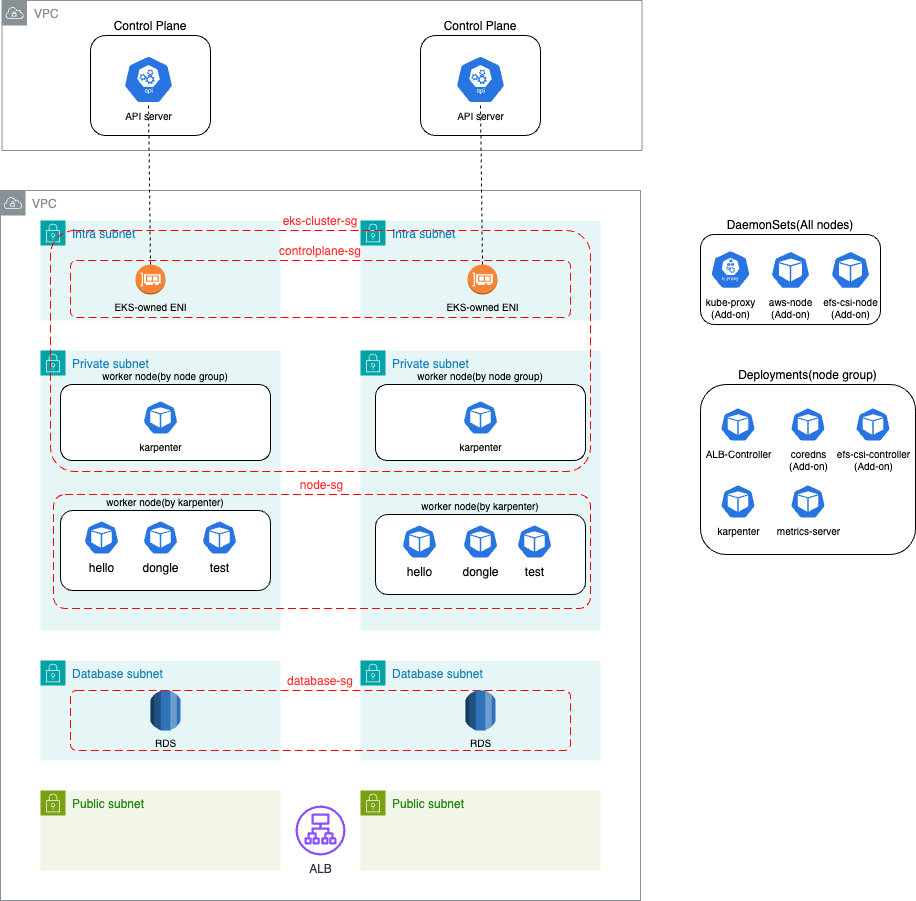 VPC
Control Plane
Control Plane
api
api
API server
API server
VPC
eks-cluster-sg
Intra subnet
Intra subnet
controlplane-sg
EKS-owned ENI
EKS-owned ENI
Private subnet
Private subnet
worker node(by node group)
worker node(by node group)
karpenter
karpenter
node-sg
worker node(by karpenter)
worker node(by karpenter)
hello
dongle
test
hello
dongle
test
Database subnet
Database subnet
database-sg
RDS
RDS
Public subnet
Public subnet
ALB
DaemonSets(All nodes)
k-proxy
kube-proxy
(Add-on)
aws-node
(Add-on)
efs-csi-node
(Add-on)
Deployments(node group)
ALB-Controller
coredns
(Add-on)
efs-csi-controller
(Add-on)
karpenter
metrics-server